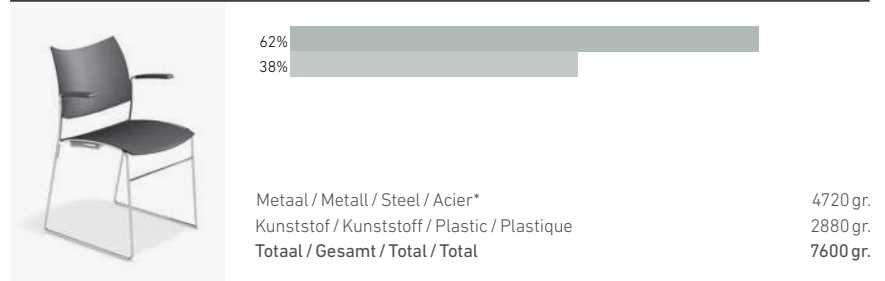 62%
38%
Metaal / Metall / Steel / Acier* 4720 gr.
Kunststof / Kunststoff / Plastic / Plastique 2880 gr.
Totaal / Gesamt / Total / Total 7600 gr.